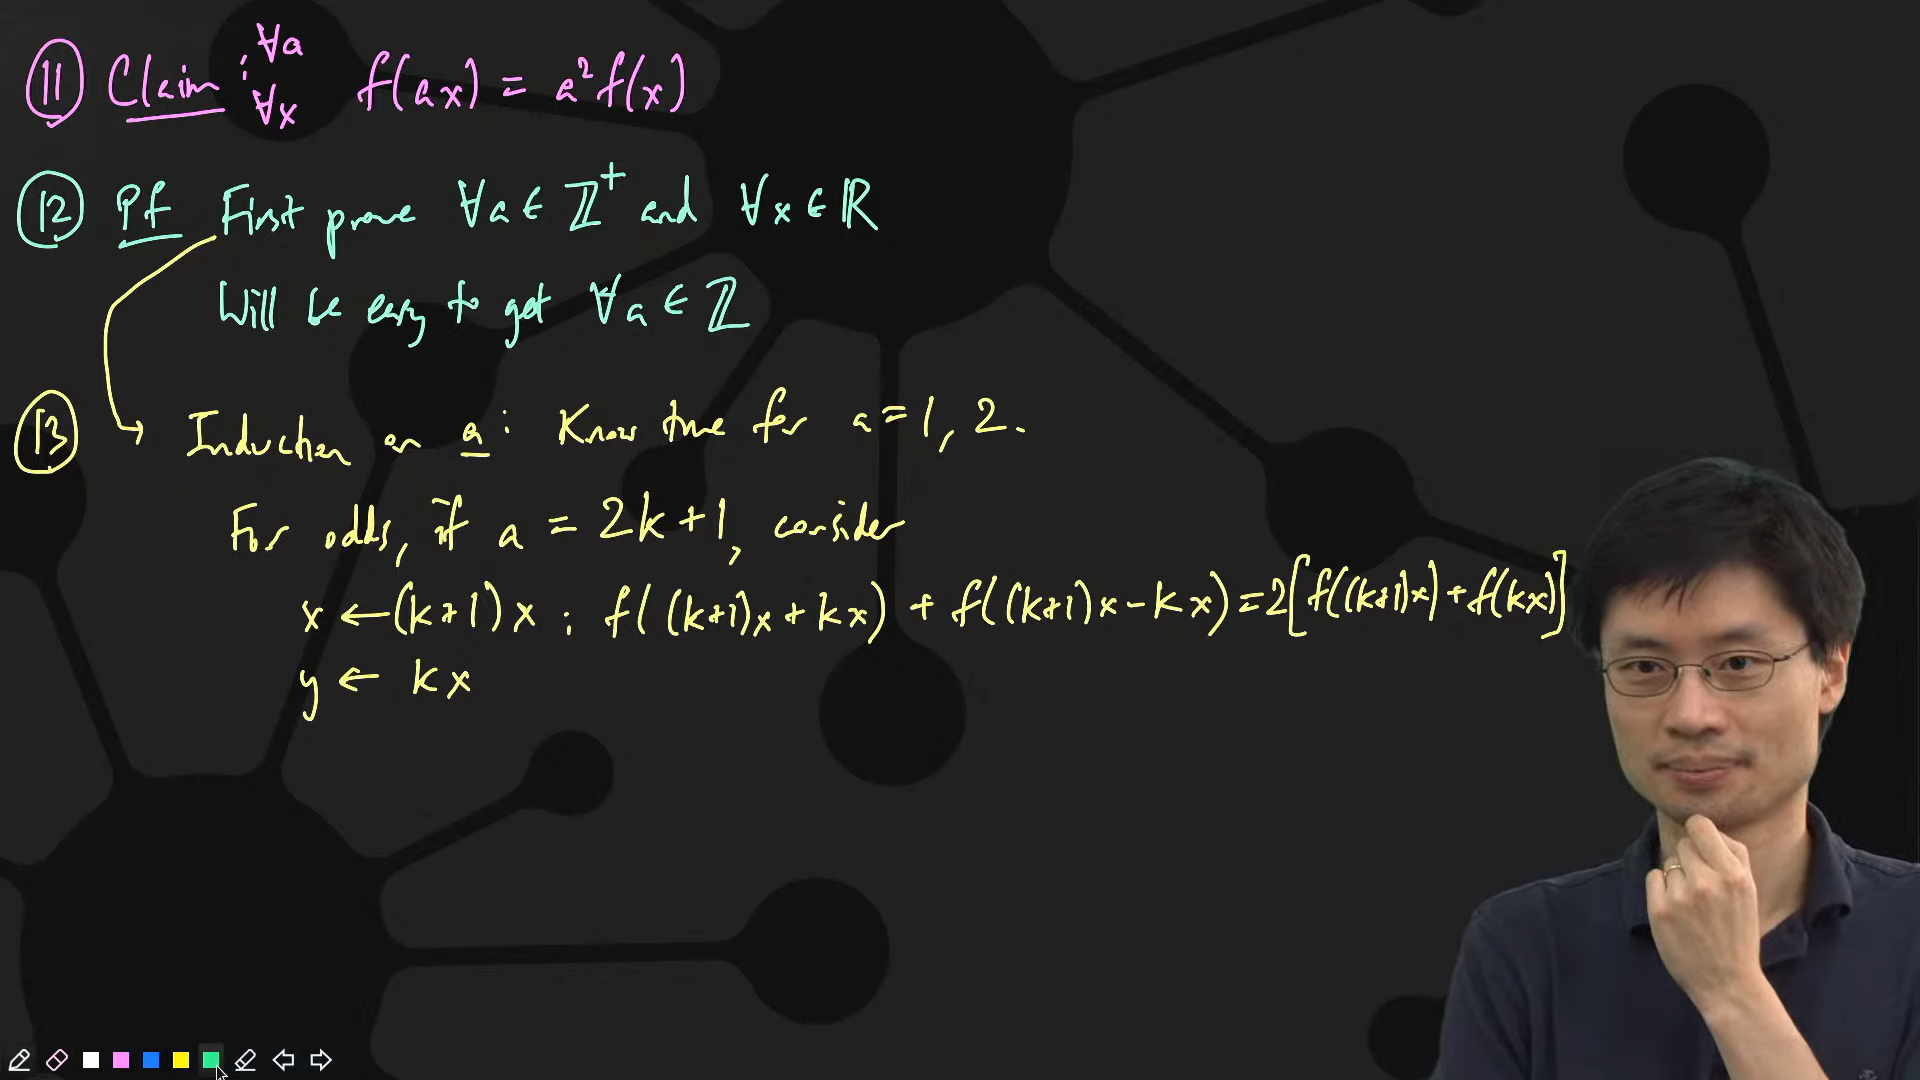 ⑪ Claim : ∀a ∀x f(ax) = a²f(x)
⑫ Pf First prove ∀a ∈ ℤ⁺ and ∀x ∈ ℝ
Will be easy to get ∀a ∈ ℤ
⑬ Induction on a : Know true for a = 1, 2.
For odds, if a = 2k+1, consider
x ← (k+1)x : f((k+1)x + kx) + f((k+1)x - kx) = 2[f((k+1)x) + f(kx)]
y ← kx